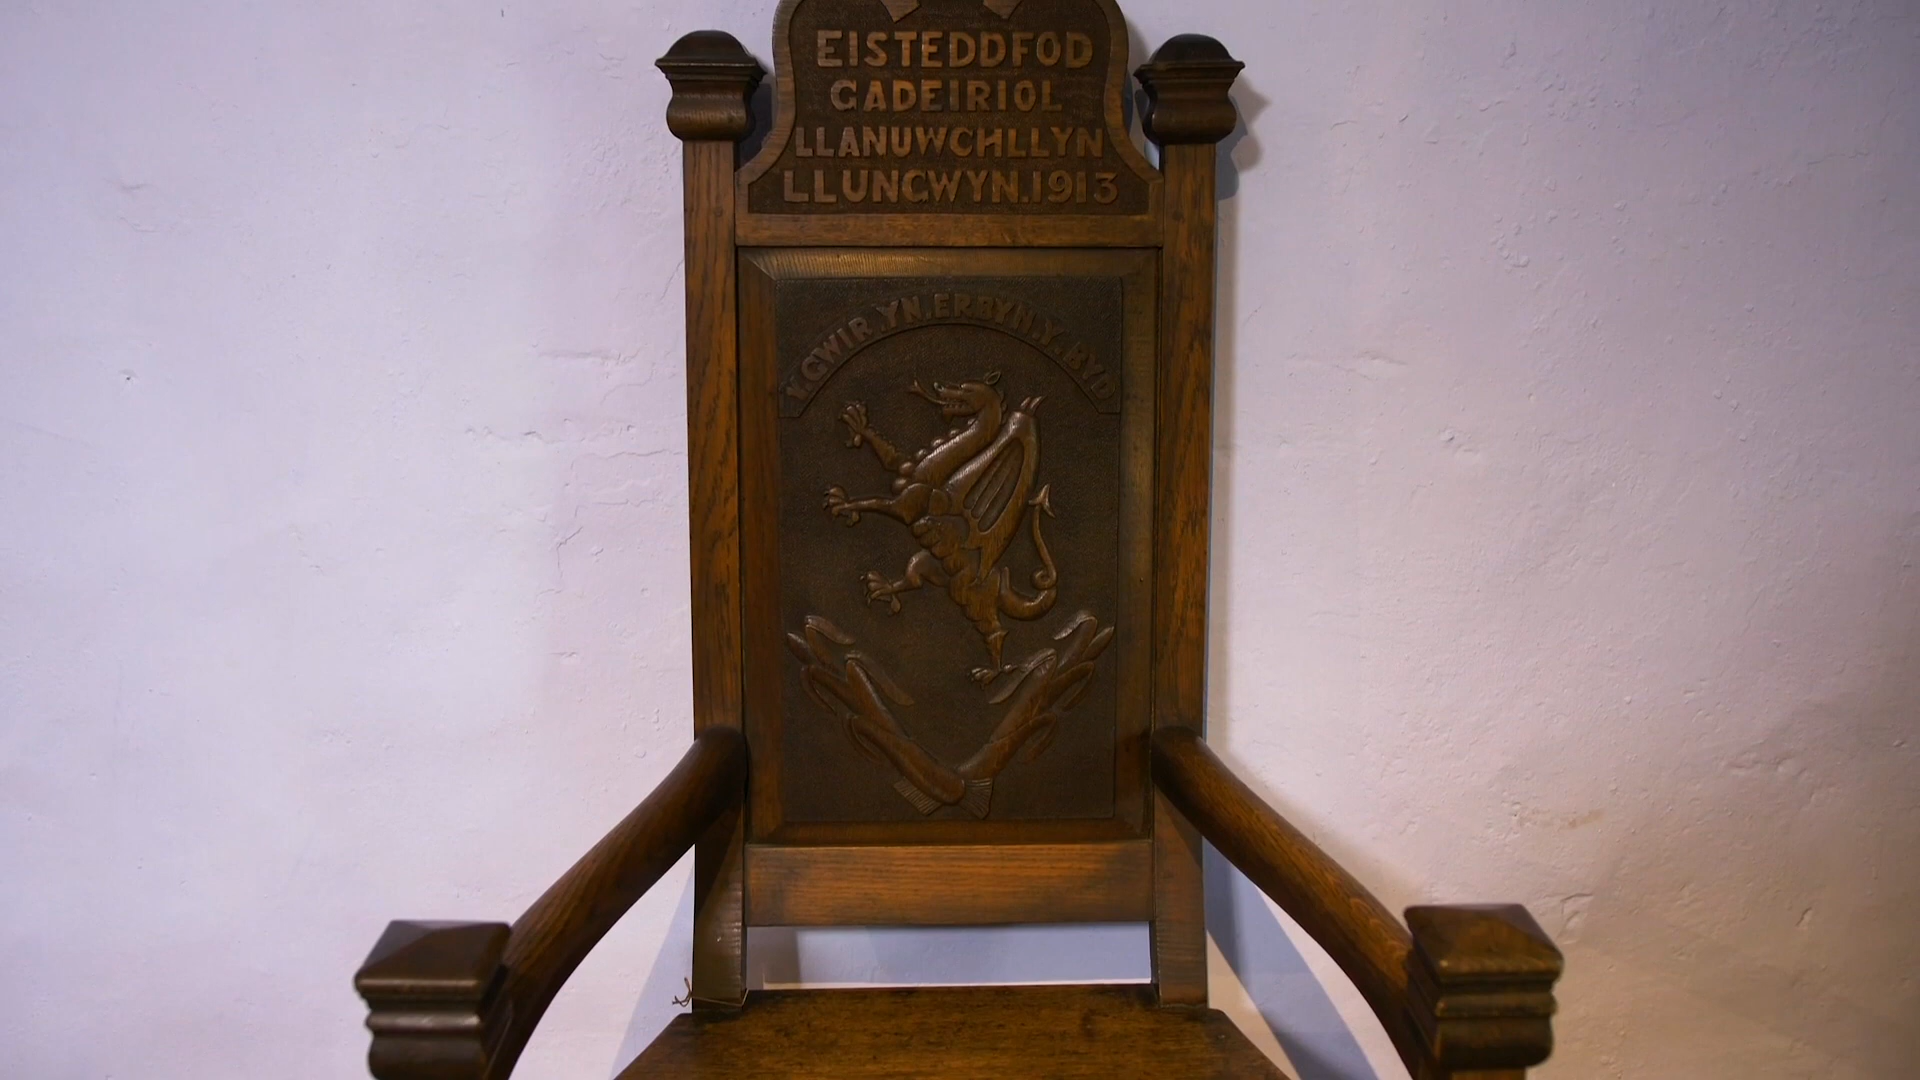 EISTEDDFOD
GADEIRIOL
LLANUWCHLLYN
LLUNGWYN.1913
Y.GWIR.YN.ERBYN.Y.BYD